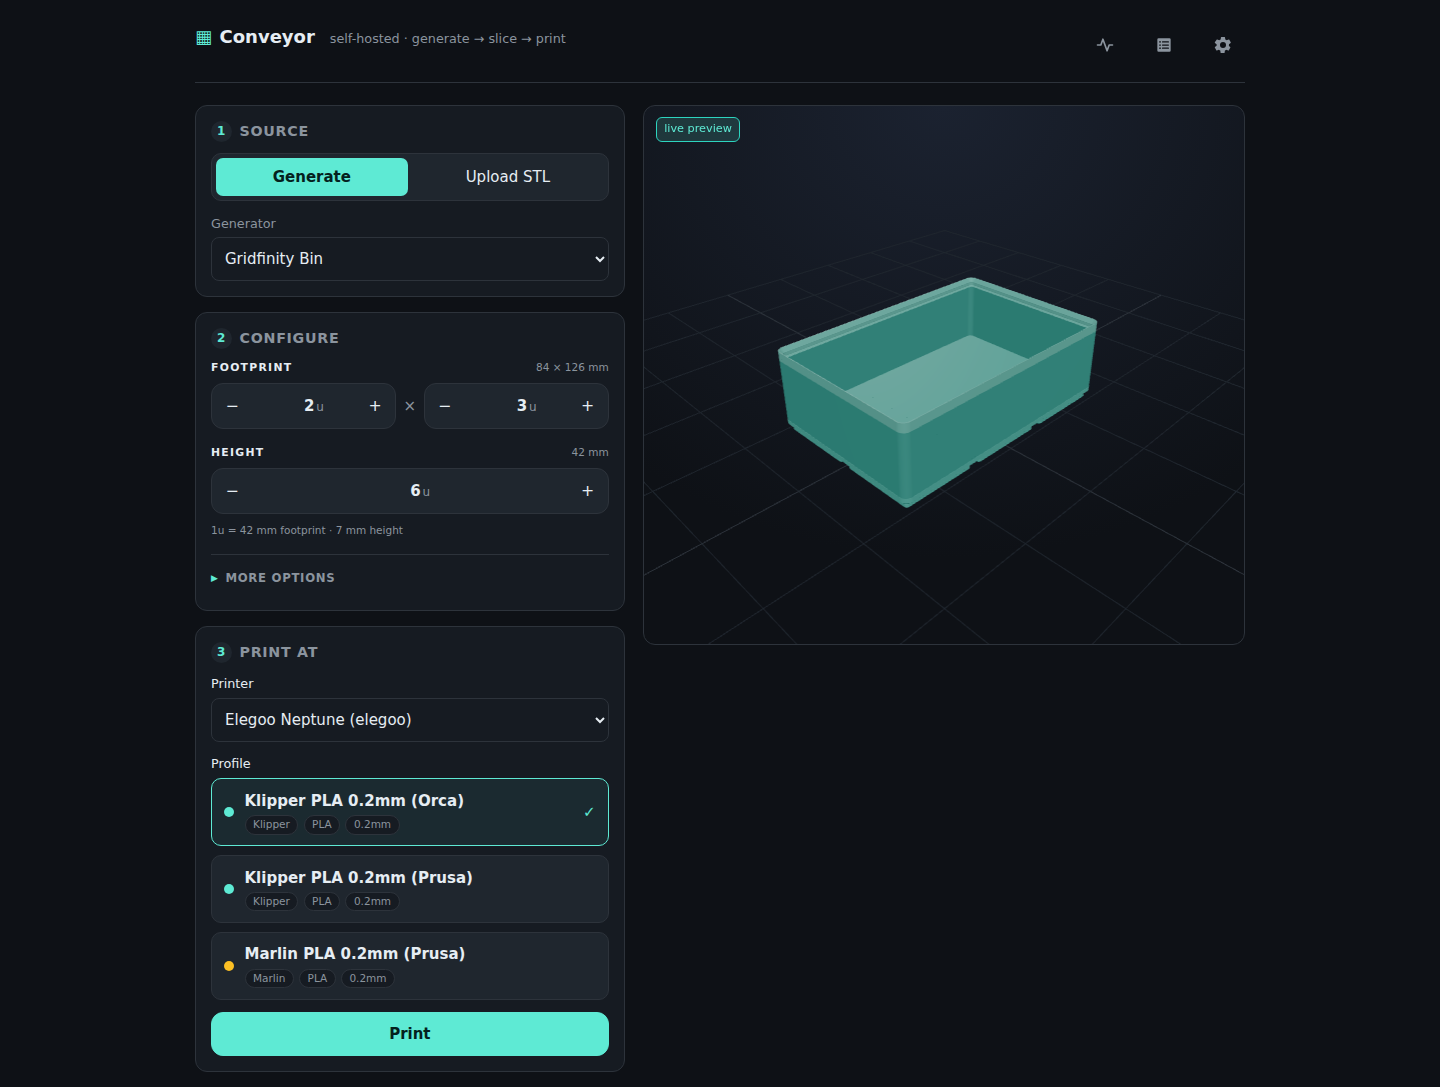 Conveyor self-hosted · generate → slice → print
1 SOURCE
Generate Upload STL
Generator
Gridfinity Bin
2 CONFIGURE
FOOTPRINT 84 × 126 mm
− 2 u + × − 3 u +
HEIGHT 42 mm
− 6 u +
1u = 42 mm footprint · 7 mm height
▸ MORE OPTIONS
3 PRINT AT
Printer
Elegoo Neptune (elegoo)
Profile
Klipper PLA 0.2mm (Orca) ✓
Klipper PLA 0.2mm
Klipper PLA 0.2mm (Prusa)
Klipper PLA 0.2mm
Marlin PLA 0.2mm (Prusa)
Marlin PLA 0.2mm
Print
live preview